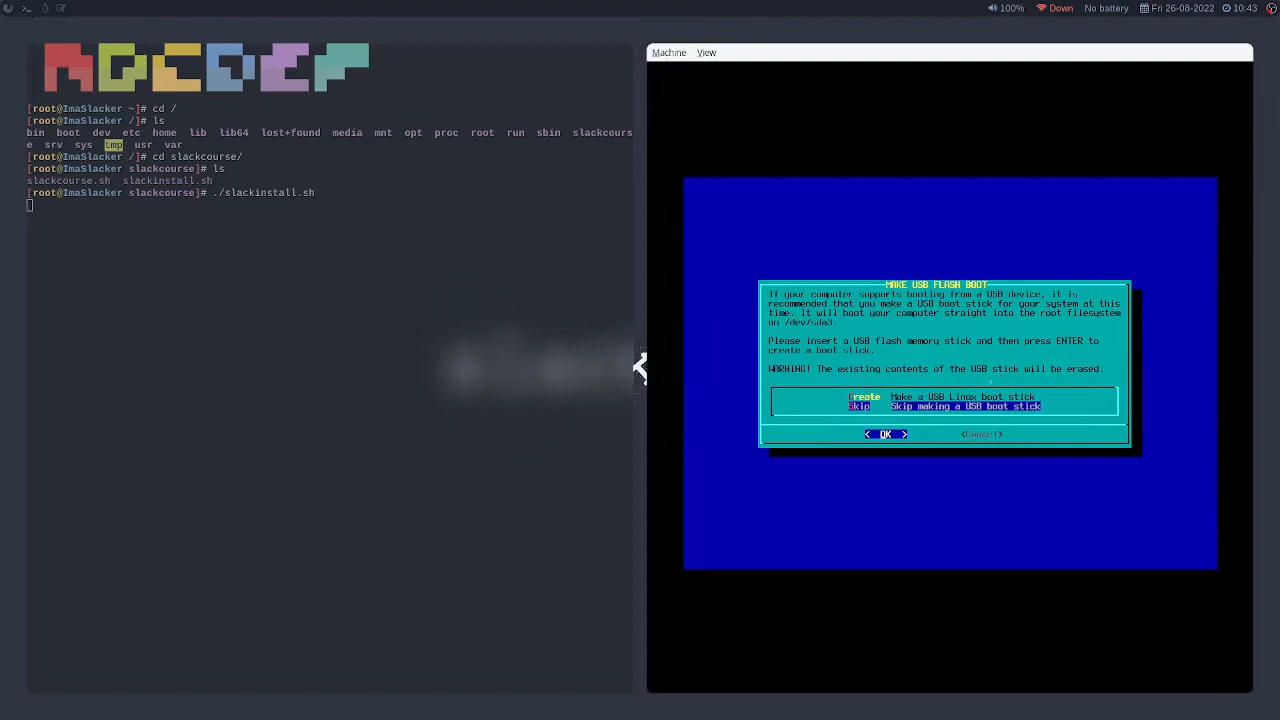 100% Down No battery Fri 26-08-2022 10:43
[root@ImaSlacker ~]# cd /
[root@ImaSlacker /]# ls
bin boot dev etc home lib lib64 lost+found media mnt opt proc root run sbin slackcours
e srv sys tmp usr var
[root@ImaSlacker /]# cd slackcourse/
[root@ImaSlacker slackcourse]# ls
slackcourse.sh slackinstall.sh
[root@ImaSlacker slackcourse]# ./slackinstall.sh
Machine View
MAKE USB FLASH BOOT
If your computer supports booting from a USB device, it is
recommended that you make a USB boot stick for your system at this
time. It will boot your computer straight into the root filesystem
on /dev/sda3.
Please insert a USB flash memory stick and then press ENTER to
create a boot stick.
WARNING! The existing contents of the USB stick will be erased.
Create Make a USB Linux boot stick
Skip Skip making a USB boot stick
< OK > <Cancel>